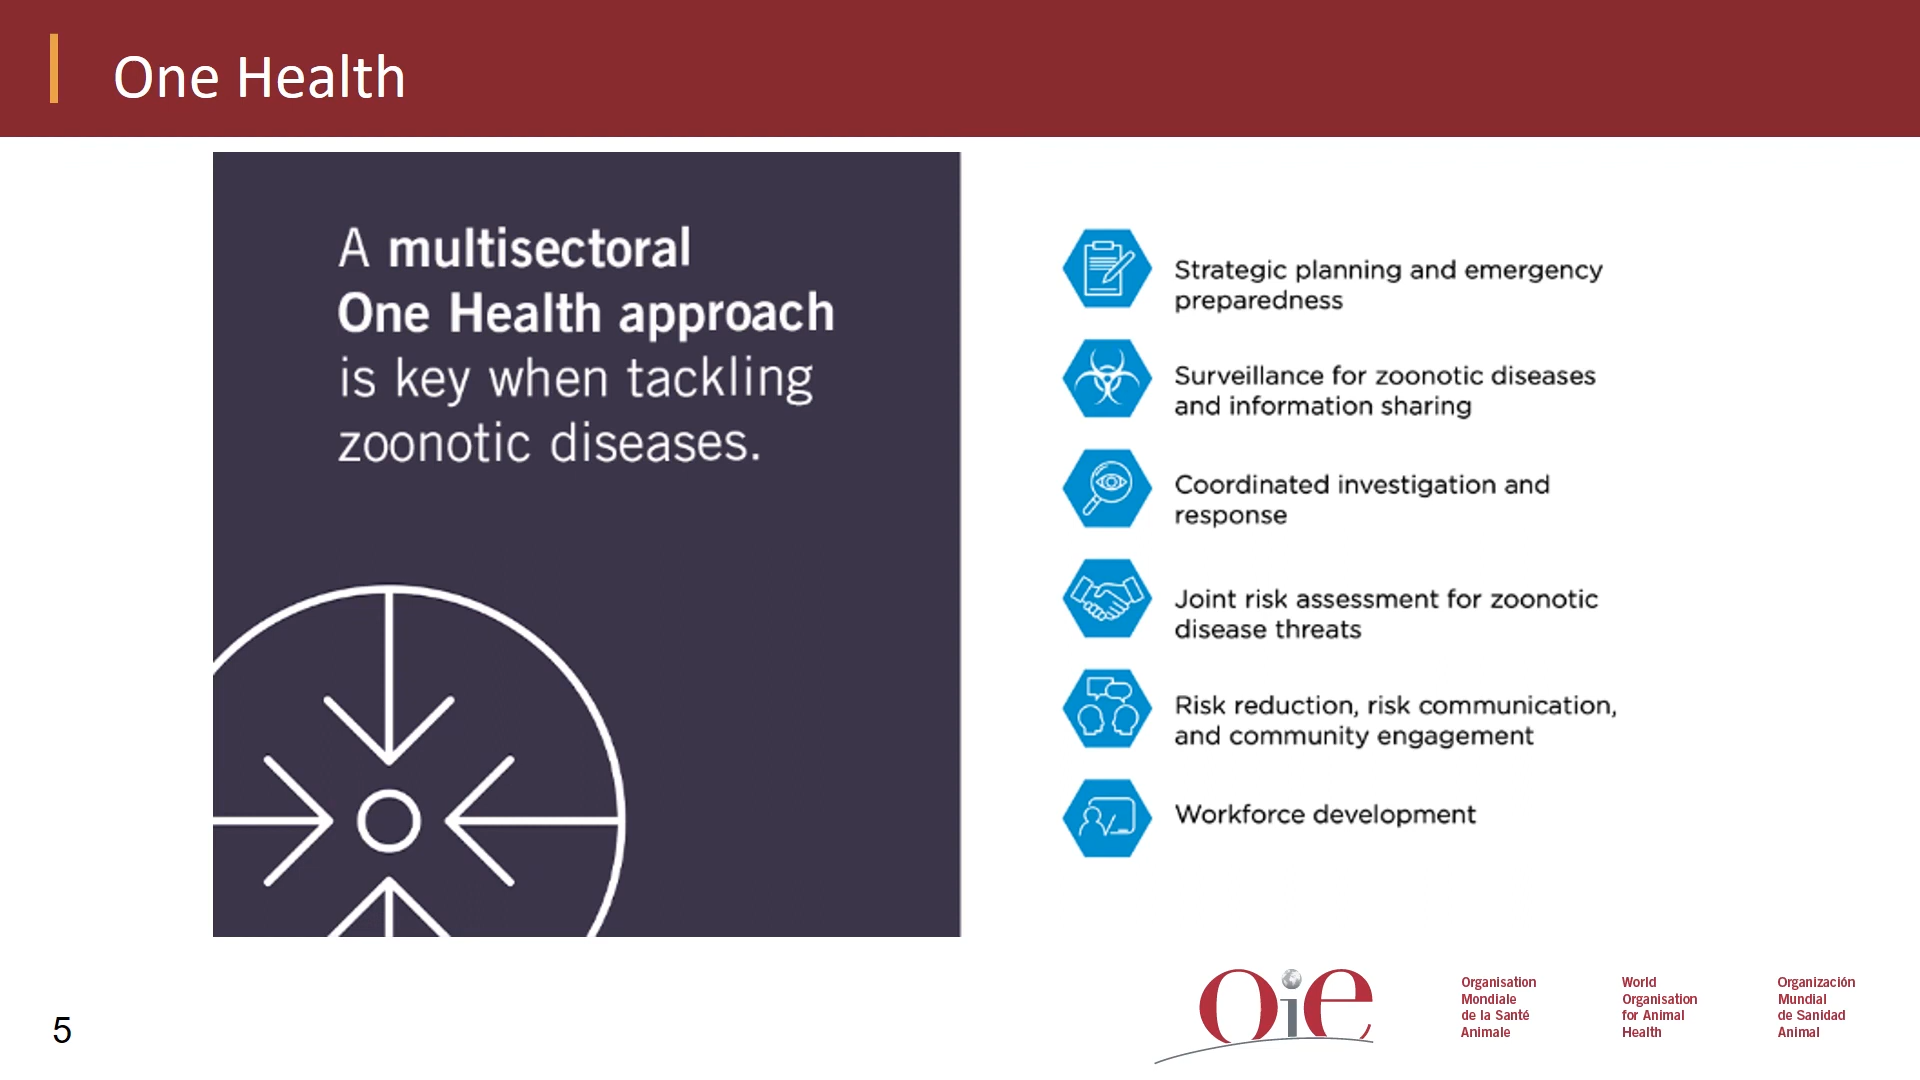 One Health
A multisectoral
One Health approach
is key when tackling
zoonotic diseases.
Strategic planning and emergency
preparedness
Surveillance for zoonotic diseases
and information sharing
Coordinated investigation and
response
Joint risk assessment for zoonotic
disease threats
Risk reduction, risk communication,
and community engagement
Workforce development
5
oie
Organisation
Mondiale
de la Santé
Animale
World
Organisation
for Animal
Health
Organización
Mundial
de Sanidad
Animal